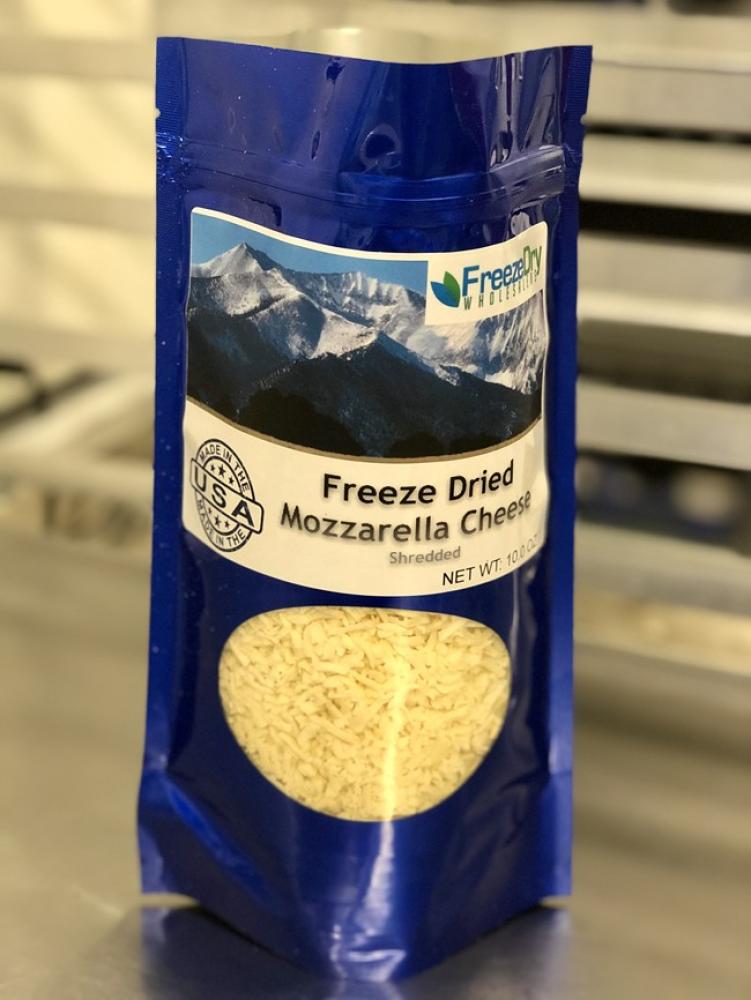 FreezeDry
WHOLESALERS
MADE IN THE
USA
MADE IN THE
Freeze Dried
Mozzarella Cheese
Shredded
NET WT: 10.0 OZ